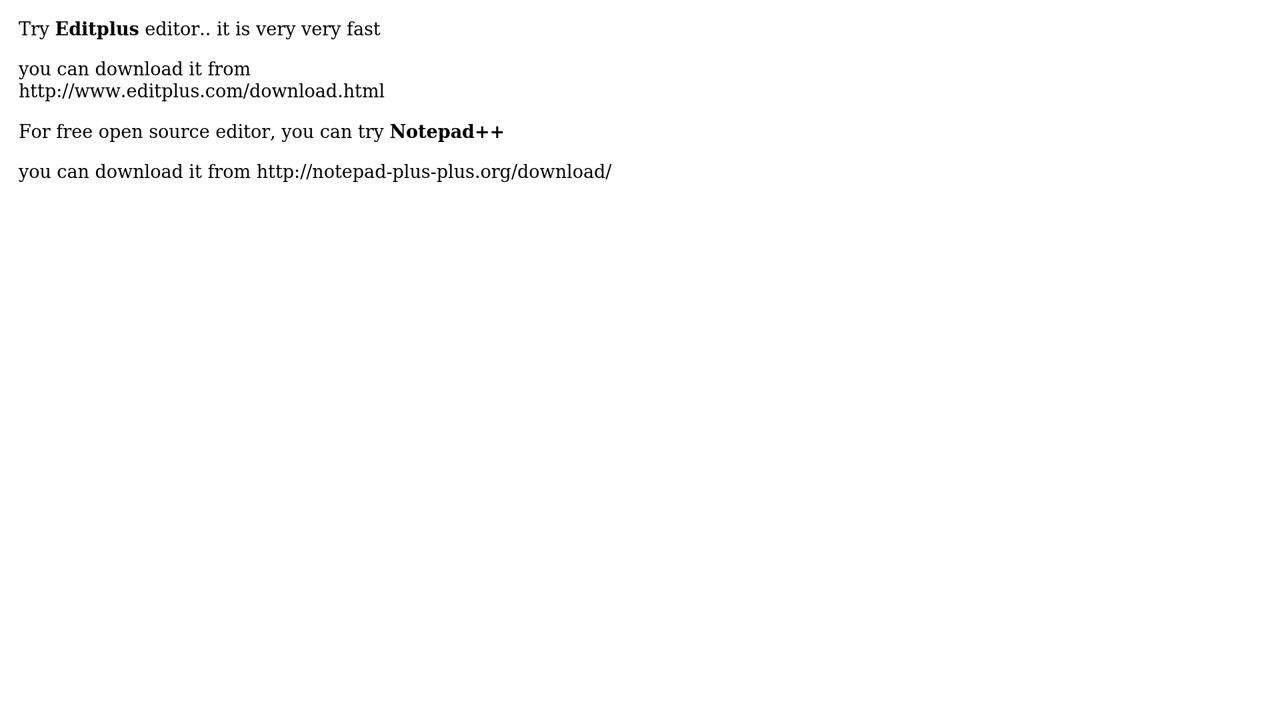 Try Editplus editor.. it is very very fast
you can download it from
http://www.editplus.com/download.html
For free open source editor, you can try Notepad++
you can download it from http://notepad-plus-plus.org/download/